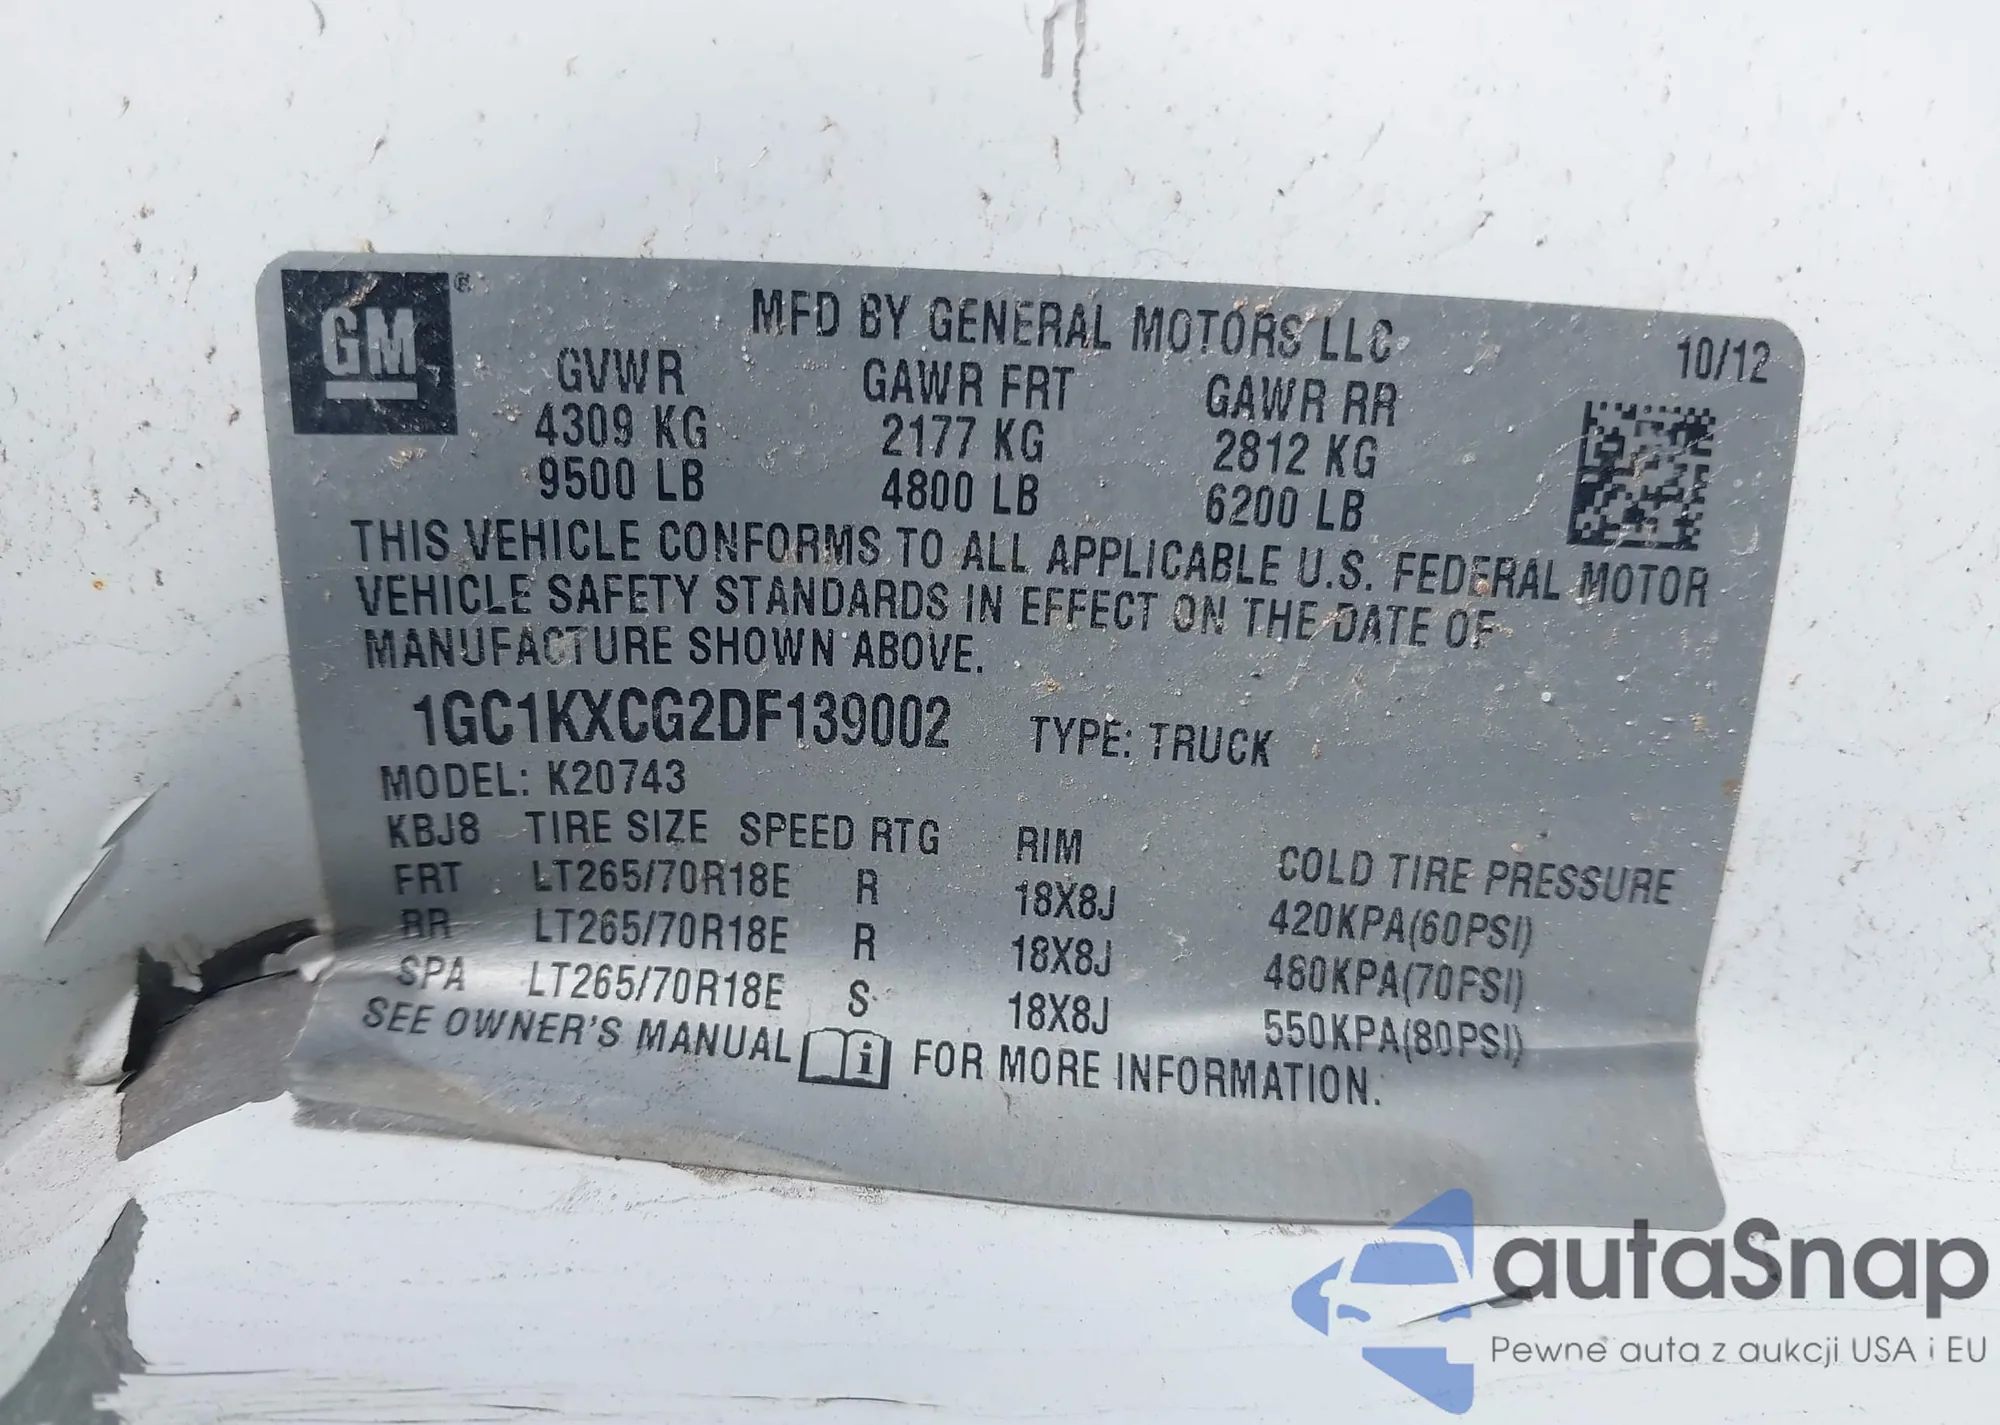 GM ®
MFD BY GENERAL MOTORS LLC 10/12
GVWR GAWR FRT GAWR RR
4309 KG 2177 KG 2812 KG
9500 LB 4800 LB 6200 LB
THIS VEHICLE CONFORMS TO ALL APPLICABLE U.S. FEDERAL MOTOR
VEHICLE SAFETY STANDARDS IN EFFECT ON THE DATE OF
MANUFACTURE SHOWN ABOVE.
1GC1KXCG2DF139002 TYPE: TRUCK
MODEL: K20743
KBJ8 TIRE SIZE SPEED RTG RIM COLD TIRE PRESSURE
FRT LT265/70R18E R 18X8J 420KPA(60PSI)
RR LT265/70R18E R 18X8J 480KPA(70PSI)
SPA LT265/70R18E S 18X8J 550KPA(80PSI)
SEE OWNER'S MANUAL i FOR MORE INFORMATION.
autaSnap
Pewne auta z aukcji USA i EU